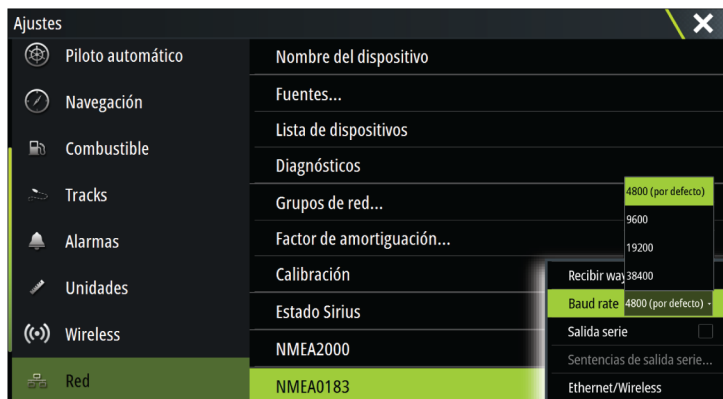 Ajustes
Piloto automático
Navegación
Combustible
Tracks
Alarmas
Unidades
Wireless
Red
Nombre del dispositivo
Fuentes...
Lista de dispositivos
Diagnósticos
Grupos de red...
Factor de amortiguación...
Calibración
Estado Sirius
NMEA2000
NMEA0183
4800 (por defecto)
9600
19200
38400
Recibir way
Baud rate 4800 (por defecto)
Salida serie
Sentencias de salida serie...
Ethernet/Wireless